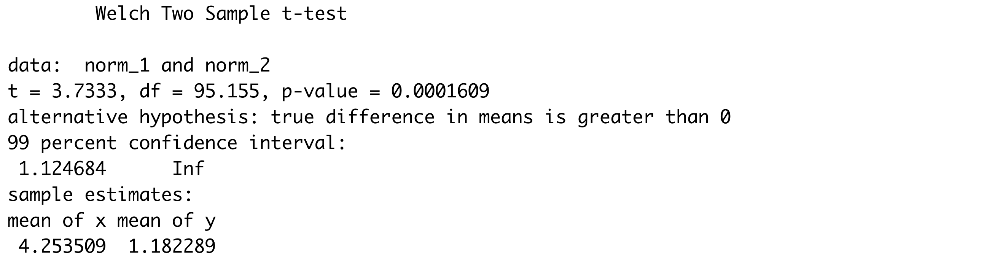 Welch Two Sample t-test
data:  norm_1 and norm_2
t = 3.7333, df = 95.155, p-value = 0.0001609
alternative hypothesis: true difference in means is greater than 0
99 percent confidence interval:
 1.124684      Inf
sample estimates:
mean of x mean of y
 4.253509  1.182289